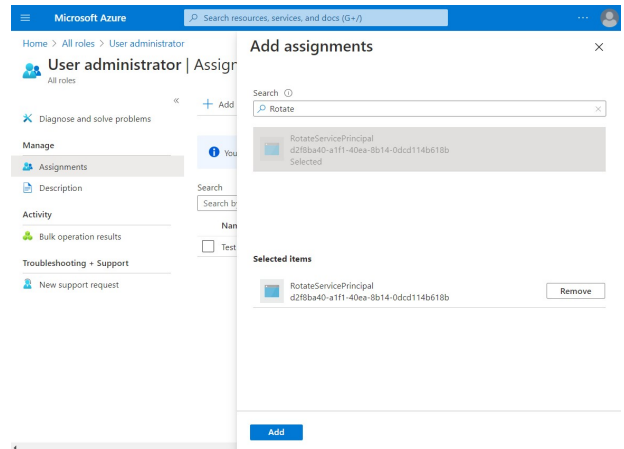 Microsoft Azure
Search resources, services, and docs (G+/)
Home > All roles > User administrator
User administrator | Assign
All roles
Diagnose and solve problems
Manage
Assignments
Description
Activity
Bulk operation results
Troubleshooting + Support
New support request
Add
You
Search
Search b
Nam
Test
Add assignments
Search
Rotate
RotateServicePrincipal
d2f8ba40-a1f1-40ea-8b14-0dcd114b618b
Selected
Selected items
RotateServicePrincipal
d2f8ba40-a1f1-40ea-8b14-0dcd114b618b
Remove
Add